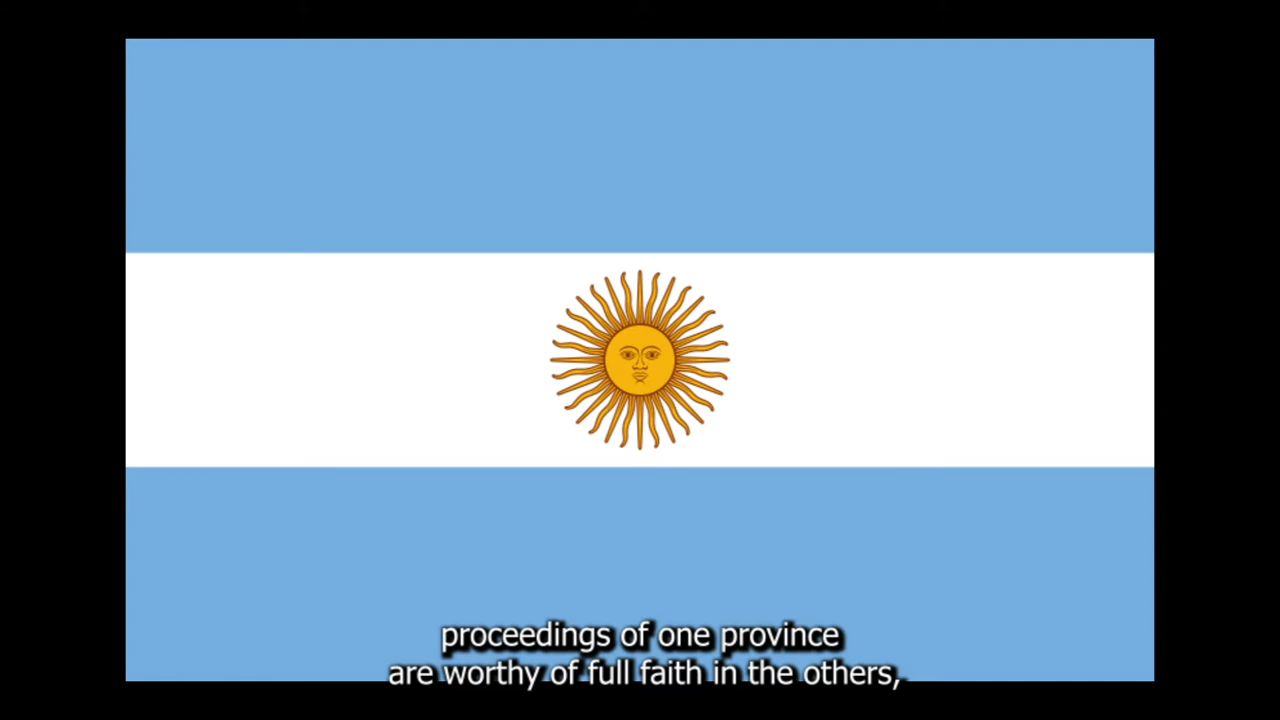 proceedings of one province
are worthy of full faith in the others,